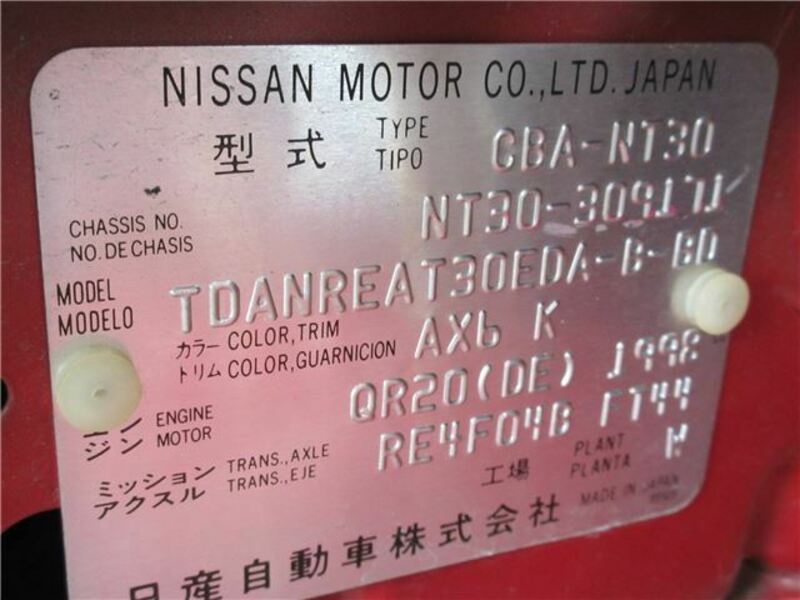 NISSAN MOTOR CO.,LTD. JAPAN
型式 TYPE TIPO CBA-NT30
CHASSIS NO. NO. DE CHASIS
MODEL MODELO TDANREAT30EDA-B-BD
カラー トリム COLOR,TRIM COLOR,GUARNICION AX6 K
ENGINE MOTOR QR20(DE) 1998
ミッション アクスル TRANS.,AXLE TRANS.,EJE RE4F04B FT44
工場 PLANT PLANTA W
MADE IN JAPAN
日産自動車株式会社